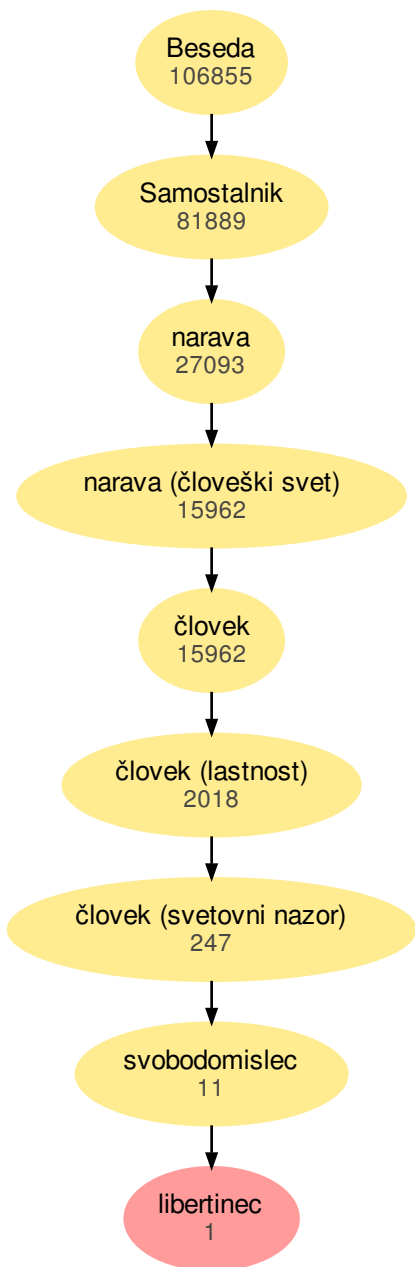 Beseda
106855
Samostalnik
81889
narava
27093
narava (človeški svet)
15962
človek
15962
človek (lastnost)
2018
človek (svetovni nazor)
247
svobodomislec
11
libertinec
1